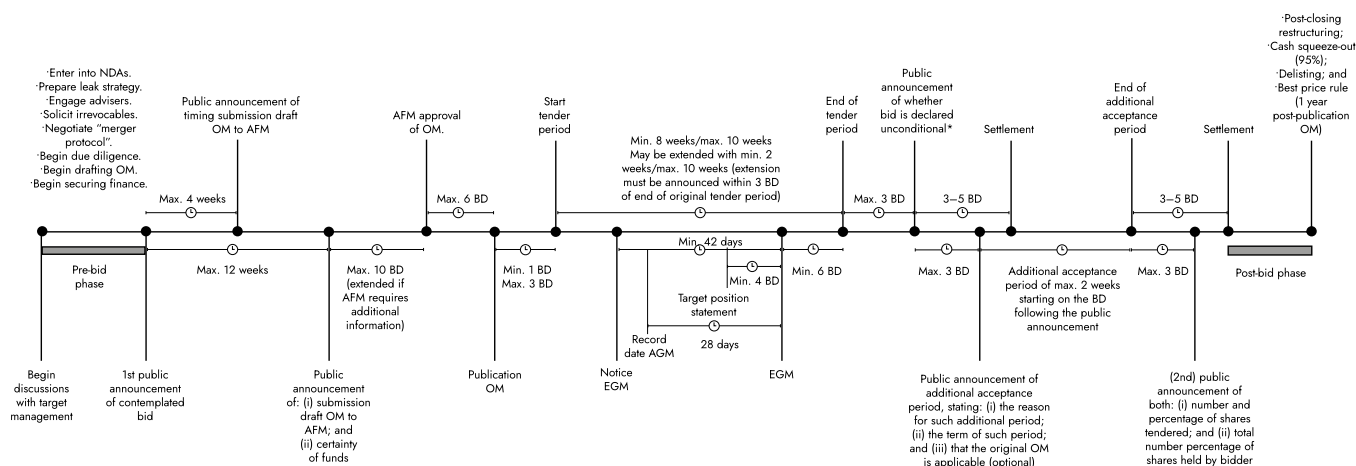 ·Enter into NDAs.
·Prepare leak strategy.
·Engage advisers.
·Solicit irrevocables.
·Negotiate “merger
protocol”.
·Begin due diligence.
·Begin drafting OM.
·Begin securing finance.
Public announcement of
timing submission draft
OM to AFM
AFM approval
of OM.
Start
tender
period
Min. 8 weeks/max. 10 weeks
May be extended with min. 2
weeks/max. 10 weeks (extension
must be announced within 3 BD
of end of original tender period)
End of
tender
period
Public
announcement
of whether
bid is declared
unconditional*
Settlement
End of
additional
acceptance
period
Settlement
·Post-closing
restructuring;
·Cash squeeze-out
(95%);
·Delisting; and
·Best price rule
(1 year
post-publication
OM)
Max. 4 weeks
Max. 6 BD
Max. 3 BD
3–5 BD
3–5 BD
Pre-bid
phase
Max. 12 weeks
Max. 10 BD
(extended if
AFM requires
additional
information)
Min. 1 BD
Max. 3 BD
Min. 42 days
Min. 4 BD
Target position
statement
Record
date AGM
28 days
Min. 6 BD
Max. 3 BD
Additional acceptance
period of max. 2 weeks
starting on the BD
following the public
announcement
Max. 3 BD
Post-bid phase
Begin
discussions
with target
management
1st public
announcement
of contemplated
bid
Public
announcement
of: (i) submission
draft OM to
AFM; and
(ii) certainty
of funds
Publication
OM
Notice
EGM
EGM
Public announcement of
additional acceptance
period, stating: (i) the reason
for such additional period;
(ii) the term of such period;
and (iii) that the original OM
is applicable (optional)
(2nd) public
announcement of
both: (i) number and
percentage of shares
tendered; and (ii) total
number percentage of
shares held by bidder